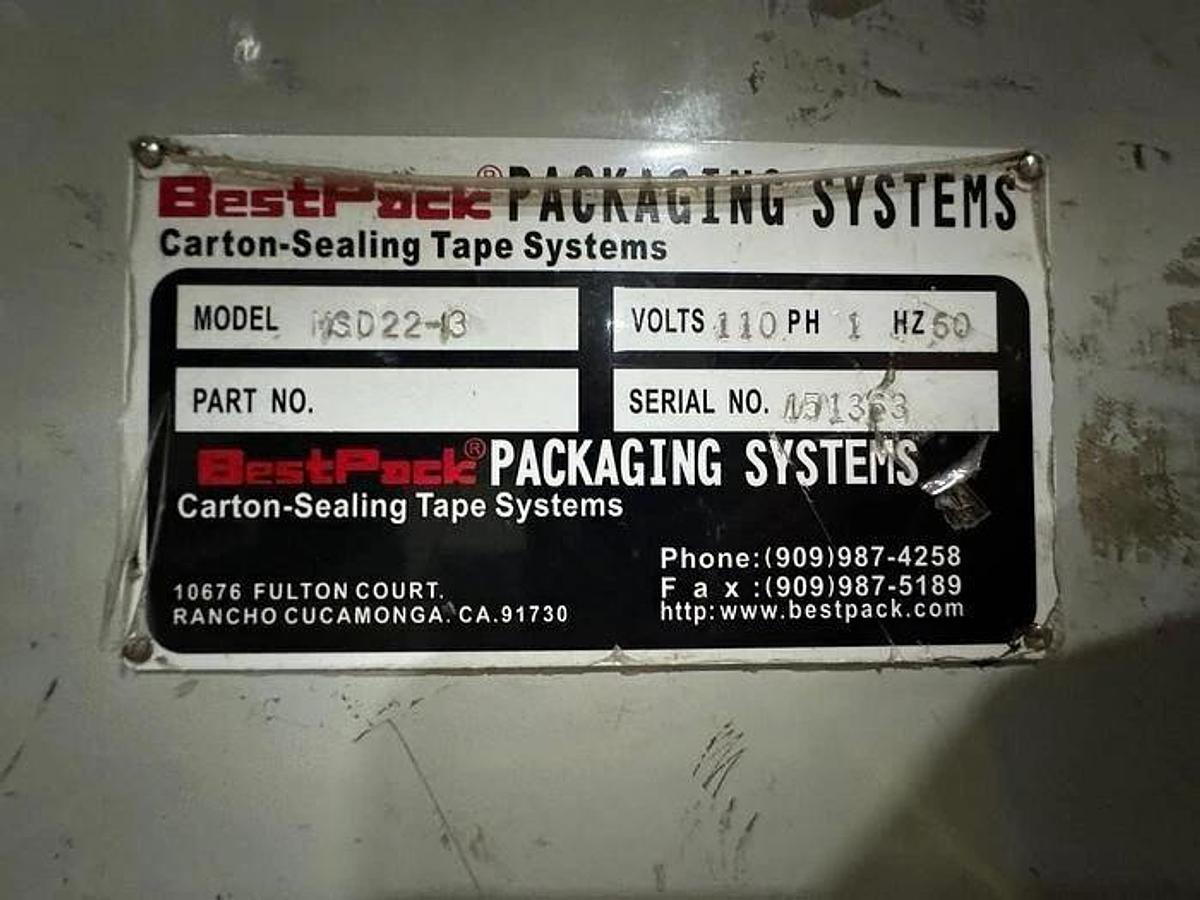 BestPack® PACKAGING SYSTEMS
Carton-Sealing Tape Systems
MODEL MSD22-3 VOLTS 110 PH 1 HZ 60
PART NO. SERIAL NO.
BestPack® PACKAGING SYSTEMS
Carton-Sealing Tape Systems
Phone:(909)987-4258
10676 FULTON COURT. Fax:(909)987-5189
RANCHO CUCAMONGA. CA.91730 http:www.bestpack.com